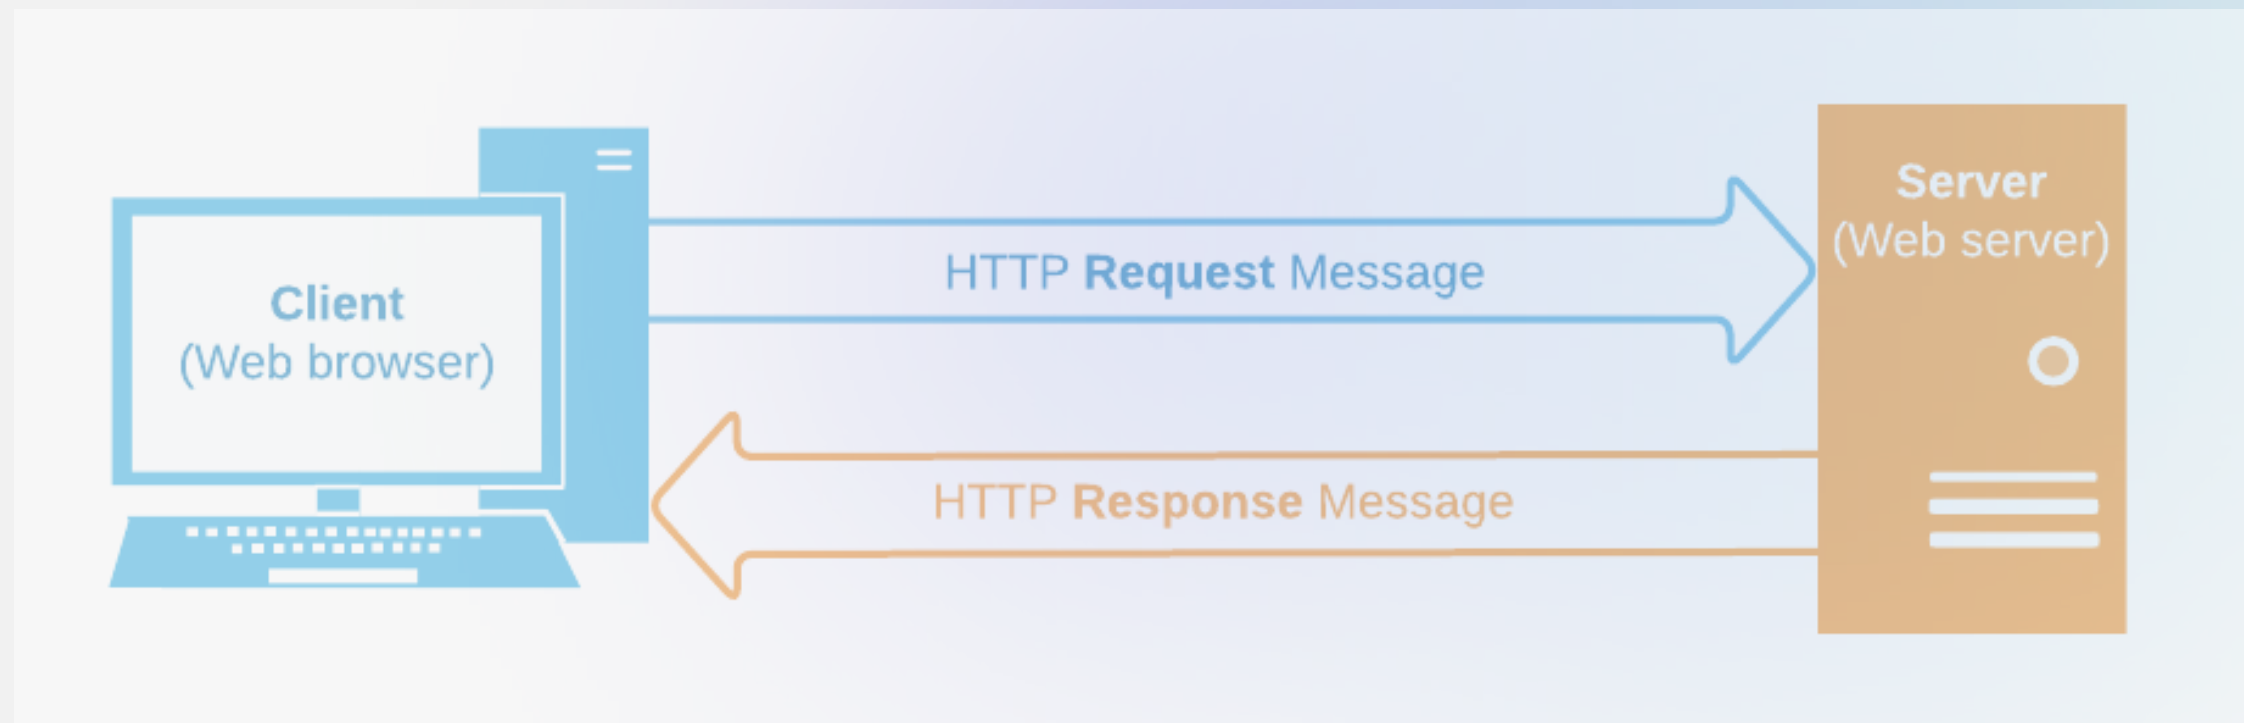 Client
(Web browser)
HTTP Request Message
HTTP Response Message
Server
(Web server)